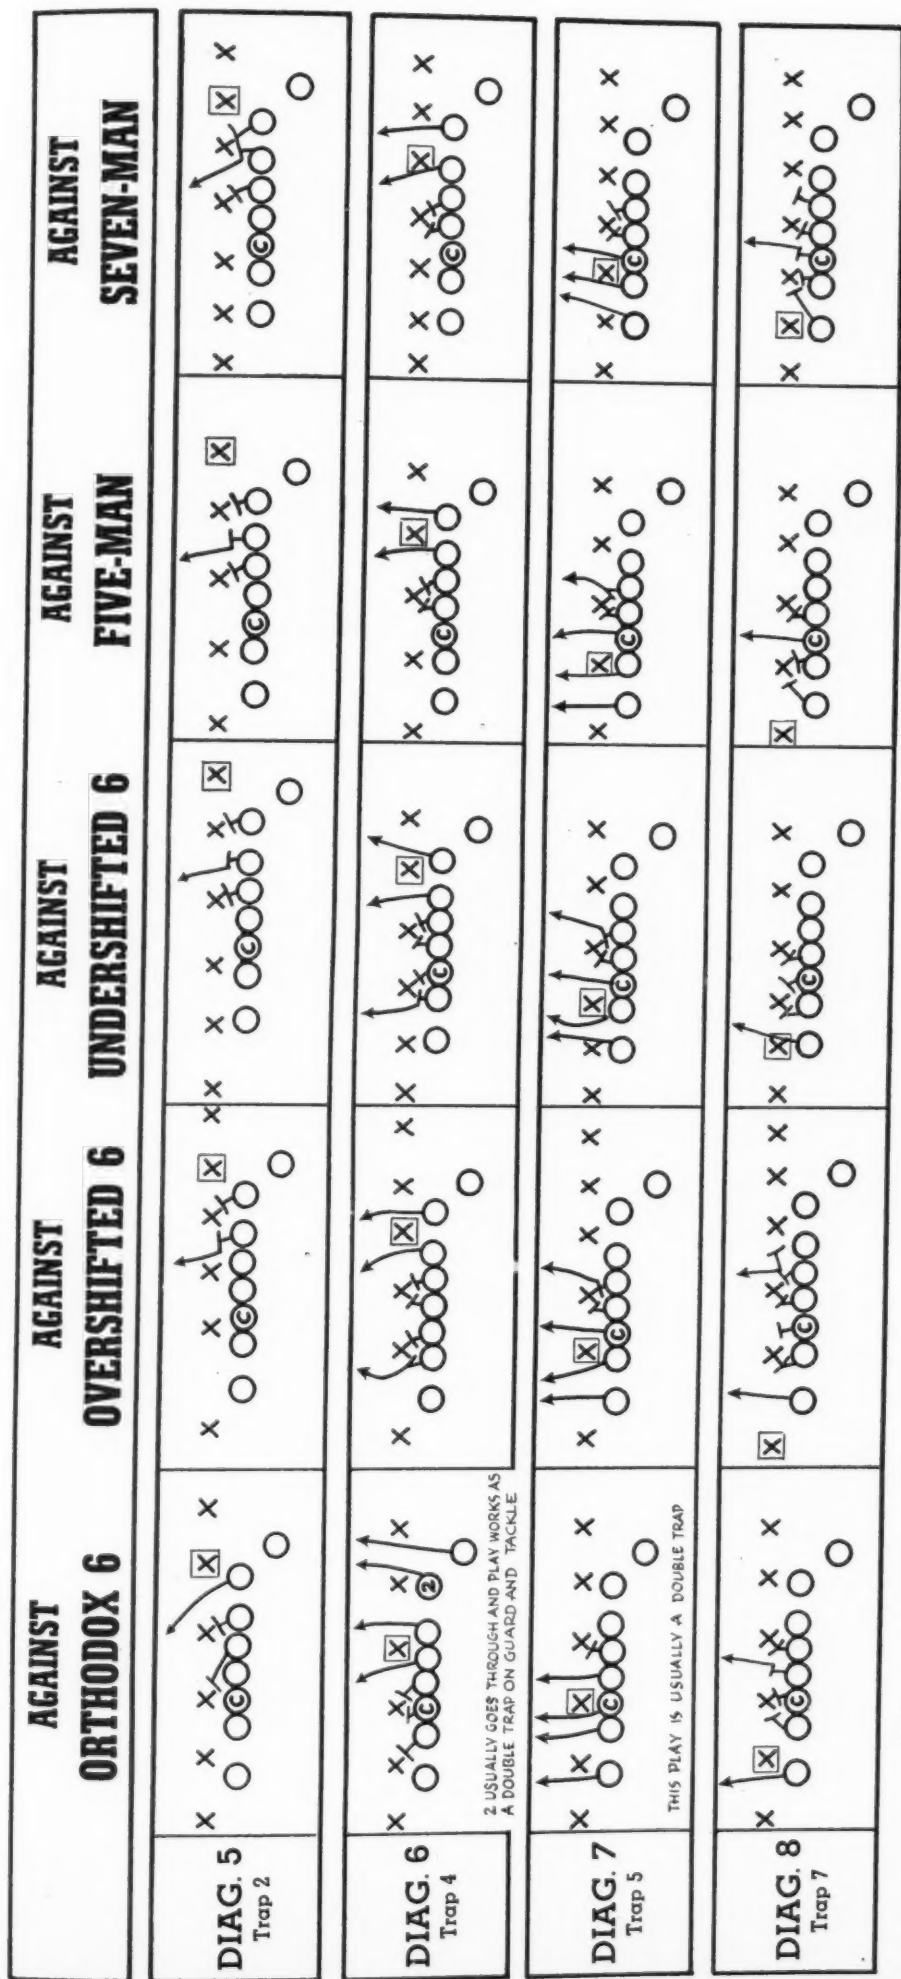 AGAINST
ORTHODOX 6
AGAINST
OVERSHIFTED 6
AGAINST
UNDERSHIFTED 6
AGAINST
FIVE-MAN
AGAINST
SEVEN-MAN
DIAG. 5
Trap 2
X X X X X X
C
X X X X X X
C
X X X X X X
C
X X X X X
C
X X X X X X X
C
DIAG. 6
Trap 4
X X X X X X
C 2
2 USUALLY GOES THROUGH AND PLAY WORKS AS
A DOUBLE TRAP ON GUARD AND TACKLE
X X X X X X
X X X X X X
C
X X X X X
C
X X X X X X X
C
DIAG. 7
Trap 5
X X X X X X
C
THIS PLAY IS USUALLY A DOUBLE TRAP
X X X X X X
C
X X X X X X
C
X X X X X
C
X X X X X X X
C
DIAG. 8
Trap 7
X X X X X X
C
X X X X X X
C
X X X X X X
C
X X X X X
C
X X X X X X X
C